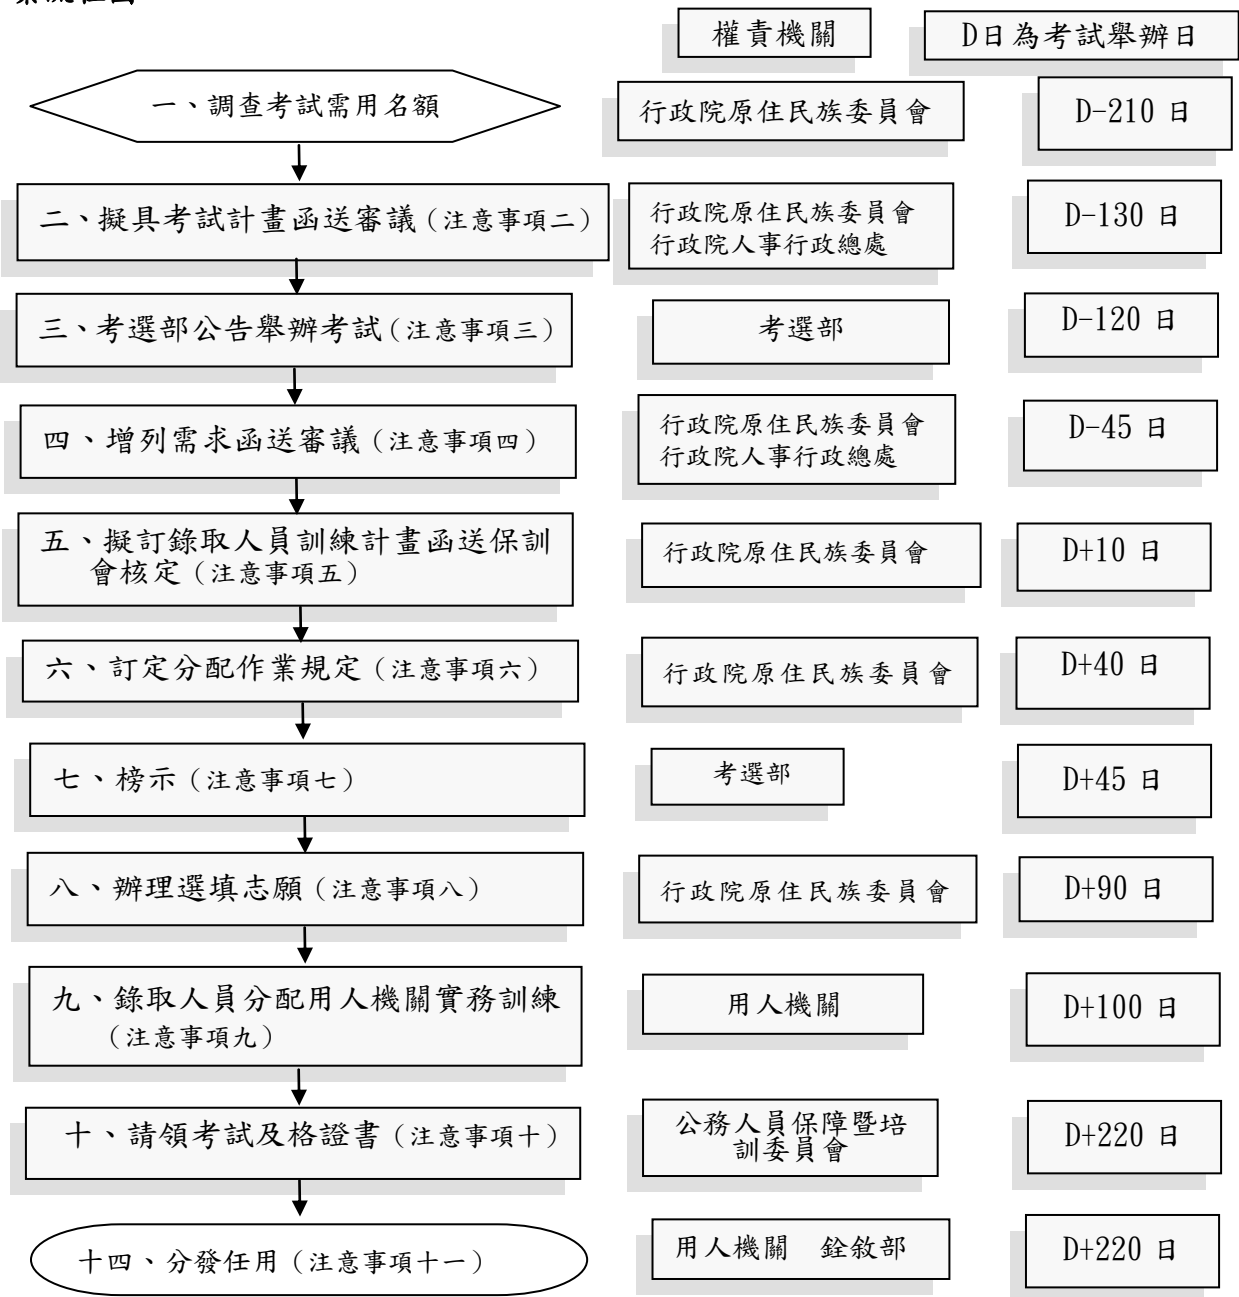 權責機關 D日為考試舉辦日
一、調查考試需用名額 行政院原住民族委員會 D-210 日
二、擬具考試計畫函送審議(注意事項二) 行政院原住民族委員會 D-130 日
行政院人事行政總處
三、考選部公告舉辦考試(注意事項三) 考選部 D-120 日
四、增列需求函送審議(注意事項四) 行政院原住民族委員會 D-45 日
行政院人事行政總處
五、擬訂錄取人員訓練計畫函送保訓 行政院原住民族委員會 D+10 日
會核定(注意事項五)
六、訂定分配作業規定(注意事項六) 行政院原住民族委員會 D+40 日
七、榜示(注意事項七) 考選部 D+45 日
八、辦理選填志願(注意事項八) 行政院原住民族委員會 D+90 日
九、錄取人員分配用人機關實務訓練 用人機關 D+100 日
(注意事項九)
十、請領考試及格證書(注意事項十) 公務人員保障暨培 D+220 日
訓委員會
十四、分發任用(注意事項十一) 用人機關 銓敘部 D+220 日